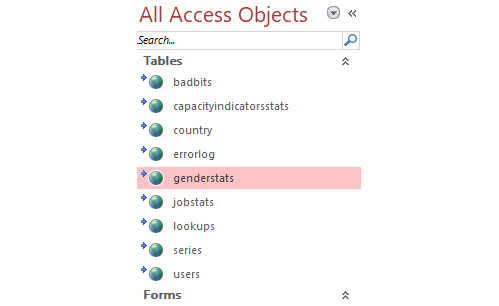 All Access Objects
Search...
Tables
badbits
capacityindicatorsstats
country
errorlog
genderstats
jobstats
lookups
series
users
Forms